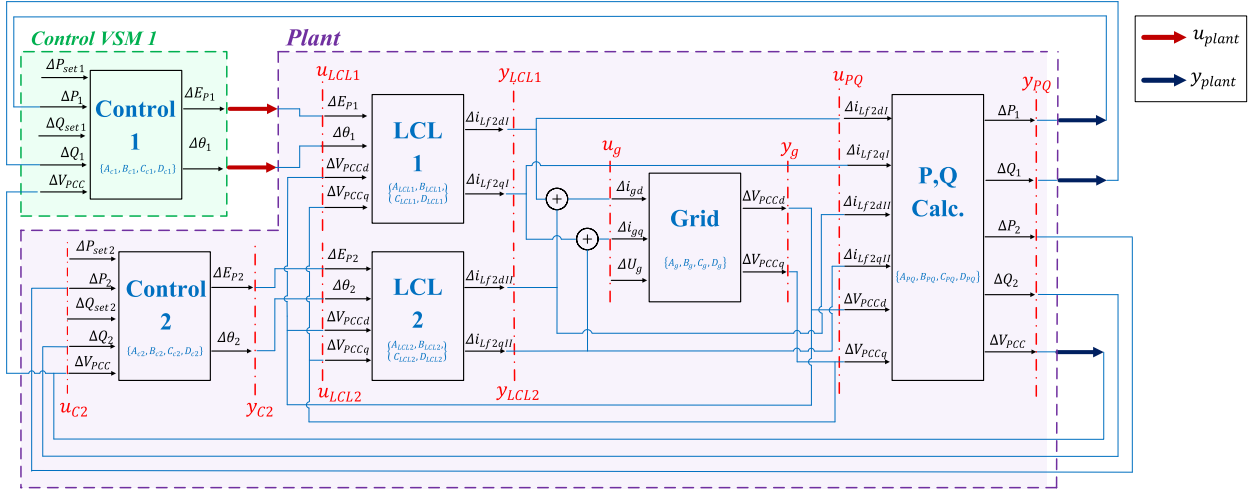 Control VSM 1
Plant
u_plant
y_plant
ΔP_set1
ΔP_1
ΔQ_set1
ΔQ_1
ΔV_PCC
Control
1
{A_c1, B_c1, C_c1, D_c1}
ΔE_P1
Δθ_1
u_LCL1
ΔE_P1
Δθ_1
ΔV_PCCd
ΔV_PCCq
LCL
1
{A_LCL1, B_LCL1,
C_LCL1, D_LCL1}
y_LCL1
Δi_Lf2dI
Δi_Lf2qI
u_g
Δi_gd
Δi_gq
ΔU_g
+
+
Grid
{A_g, B_g, C_g, D_g}
y_g
ΔV_PCCd
ΔV_PCCq
u_PQ
Δi_Lf2dI
Δi_Lf2qI
Δi_Lf2dII
Δi_Lf2qII
ΔV_PCCd
ΔV_PCCq
P,Q
Calc.
{A_PQ, B_PQ, C_PQ, D_PQ}
y_PQ
ΔP_1
ΔQ_1
ΔP_2
ΔQ_2
ΔV_PCC
ΔP_set2
ΔP_2
ΔQ_set2
ΔQ_2
ΔV_PCC
u_C2
Control
2
{A_c2, B_c2, C_c2, D_c2}
ΔE_P2
Δθ_2
y_C2
ΔE_P2
Δθ_2
ΔV_PCCd
ΔV_PCCq
u_LCL2
LCL
2
{A_LCL2, B_LCL2,
C_LCL2, D_LCL2}
Δi_Lf2dII
Δi_Lf2qII
y_LCL2